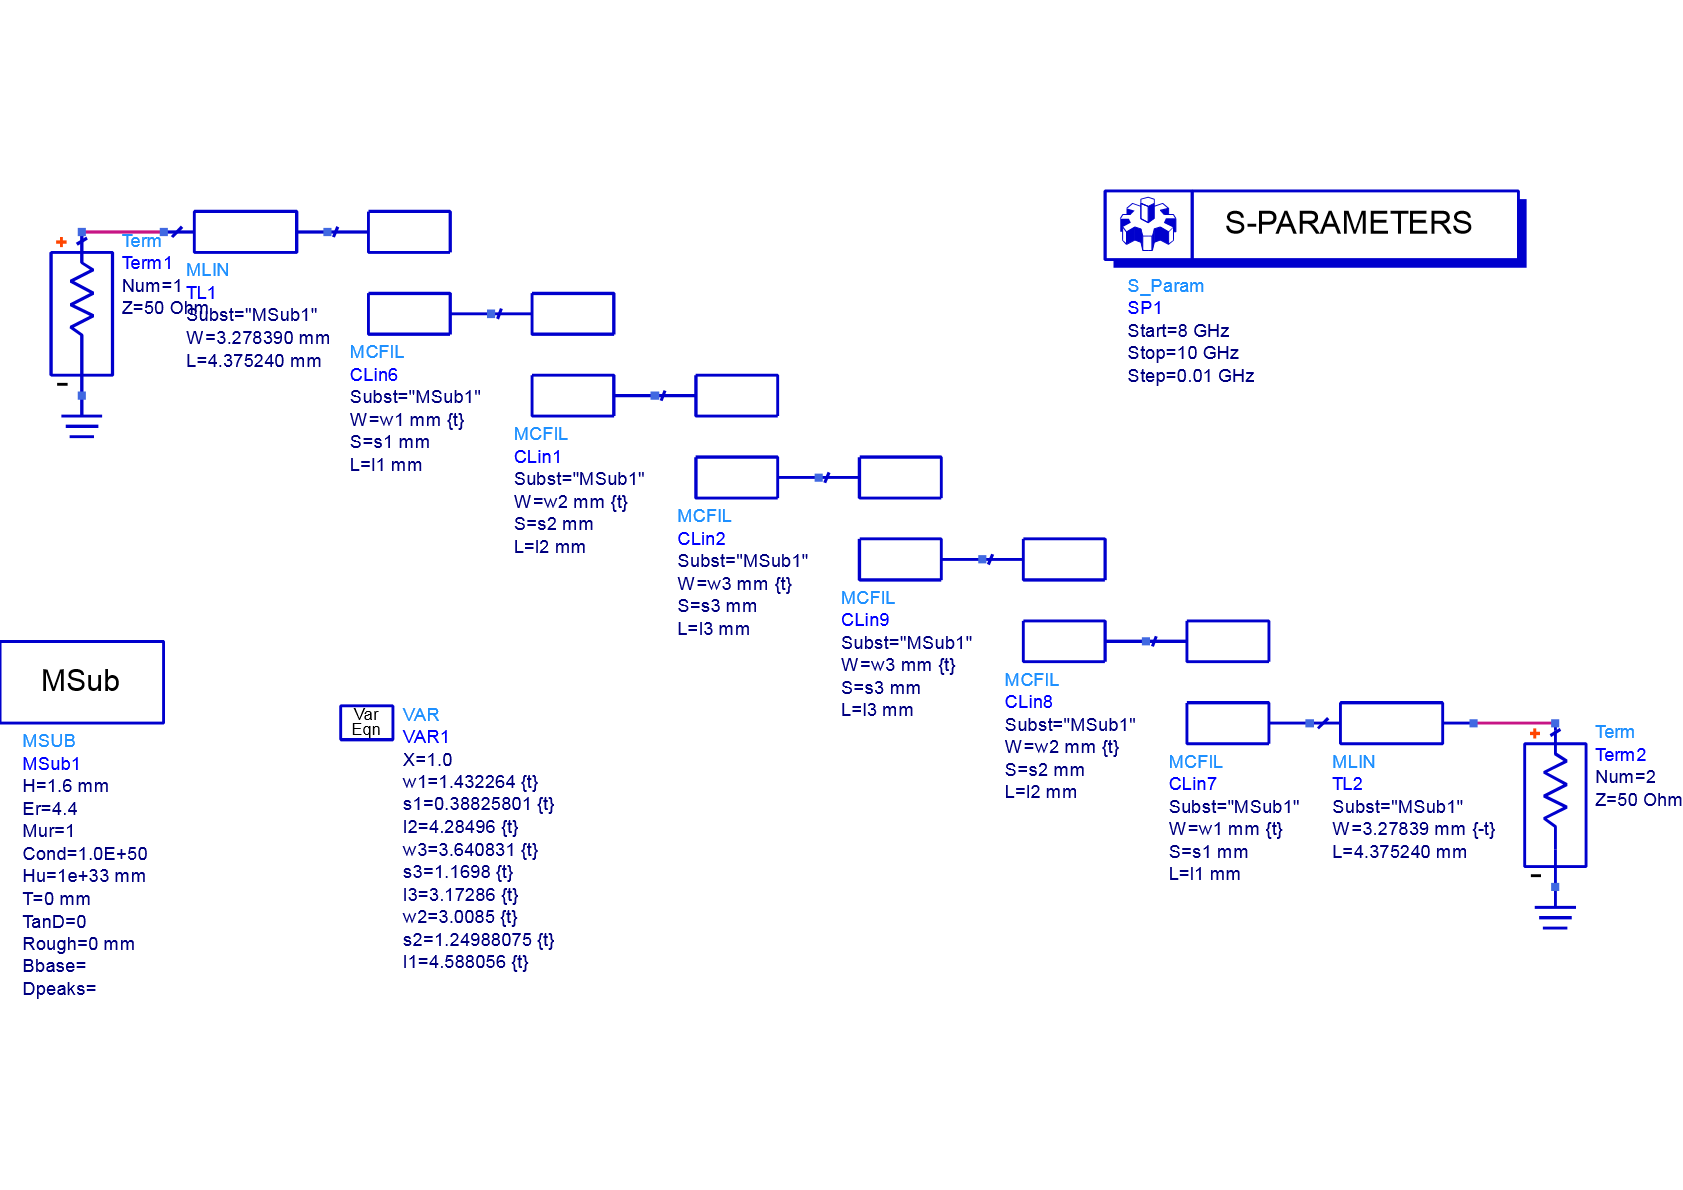 S-PARAMETERS
S_Param
SP1
Start=8 GHz
Stop=10 GHz
Step=0.01 GHz
+
Term
Term1
Num=1
Z=50 Ohm
-
MLIN
TL1
Subst="MSub1"
W=3.278390 mm
L=4.375240 mm
MCFIL
CLin6
Subst="MSub1"
W=w1 mm {t}
S=s1 mm
L=l1 mm
MCFIL
CLin1
Subst="MSub1"
W=w2 mm {t}
S=s2 mm
L=l2 mm
MCFIL
CLin2
Subst="MSub1"
W=w3 mm {t}
S=s3 mm
L=l3 mm
MCFIL
CLin9
Subst="MSub1"
W=w3 mm {t}
S=s3 mm
L=l3 mm
MCFIL
CLin8
Subst="MSub1"
W=w2 mm {t}
S=s2 mm
L=l2 mm
MCFIL
CLin7
Subst="MSub1"
W=w1 mm {t}
S=s1 mm
L=l1 mm
MLIN
TL2
Subst="MSub1"
W=3.27839 mm {-t}
L=4.375240 mm
+
Term
Term2
Num=2
Z=50 Ohm
-
MSub
MSUB
MSub1
H=1.6 mm
Er=4.4
Mur=1
Cond=1.0E+50
Hu=1e+33 mm
T=0 mm
TanD=0
Rough=0 mm
Bbase=
Dpeaks=
Var
Eqn
VAR
VAR1
X=1.0
w1=1.432264 {t}
s1=0.38825801 {t}
l2=4.28496 {t}
w3=3.640831 {t}
s3=1.1698 {t}
l3=3.17286 {t}
w2=3.0085 {t}
s2=1.24988075 {t}
l1=4.588056 {t}